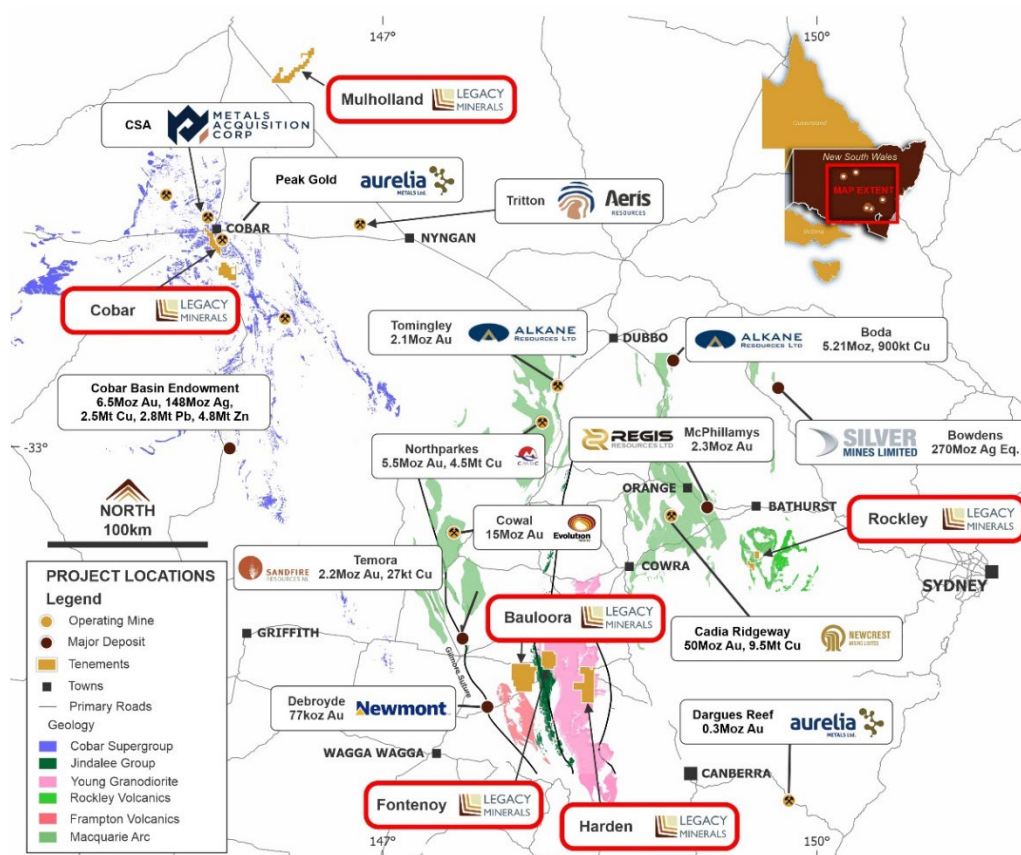 147°
150°
Mulholland LEGACY
MINERALS
CSA METALS
ACQUISITION
CORP
Queensland
New South Wales
MAP EXTENT
Victoria
Peak Gold aurelia
METALS Ltd.
Tritton Aeris
RESOURCES
COBAR
NYNGAN
Cobar LEGACY
MINERALS
Tomingley
2.1Moz Au
ALKANE
RESOURCES LTD
DUBBO
ALKANE
RESOURCES LTD
Boda
5.21Moz, 900kt Cu
Cobar Basin Endowment
6.5Moz Au, 148Moz Ag,
2.5Mt Cu, 2.8Mt Pb, 4.8Mt Zn
-33°
Northparkes
5.5Moz Au, 4.5Mt Cu
CMOC
REGIS
RESOURCES LTD
McPhillamys
2.3Moz Au
SILVER
MINES LIMITED
Bowdens
270Moz Ag Eq.
ORANGE
BATHURST
NORTH
100km
Cowal
15Moz Au
Evolution
Rockley LEGACY
MINERALS
SANDFIRE
RESOURCES NL
Temora
2.2Moz Au, 27kt Cu
COWRA
SYDNEY
PROJECT LOCATIONS
Legend
Operating Mine
Major Deposit
Tenements
Towns
Primary Roads
Geology
Cobar Supergroup
Jindalee Group
Young Granodiorite
Rockley Volcanics
Frampton Volcanics
Macquarie Arc
GRIFFITH
Gilmore Suture
Bauloora LEGACY
MINERALS
Cadia Ridgeway
50Moz Au, 9.5Mt Cu
NEWCREST
MINING LIMITED
Debroyde
77koz Au
Newmont
Dargues Reef
0.3Moz Au
aurelia
METALS Ltd.
WAGGA WAGGA
CANBERRA
Fontenoy LEGACY
MINERALS
Harden LEGACY
MINERALS
147°
150°